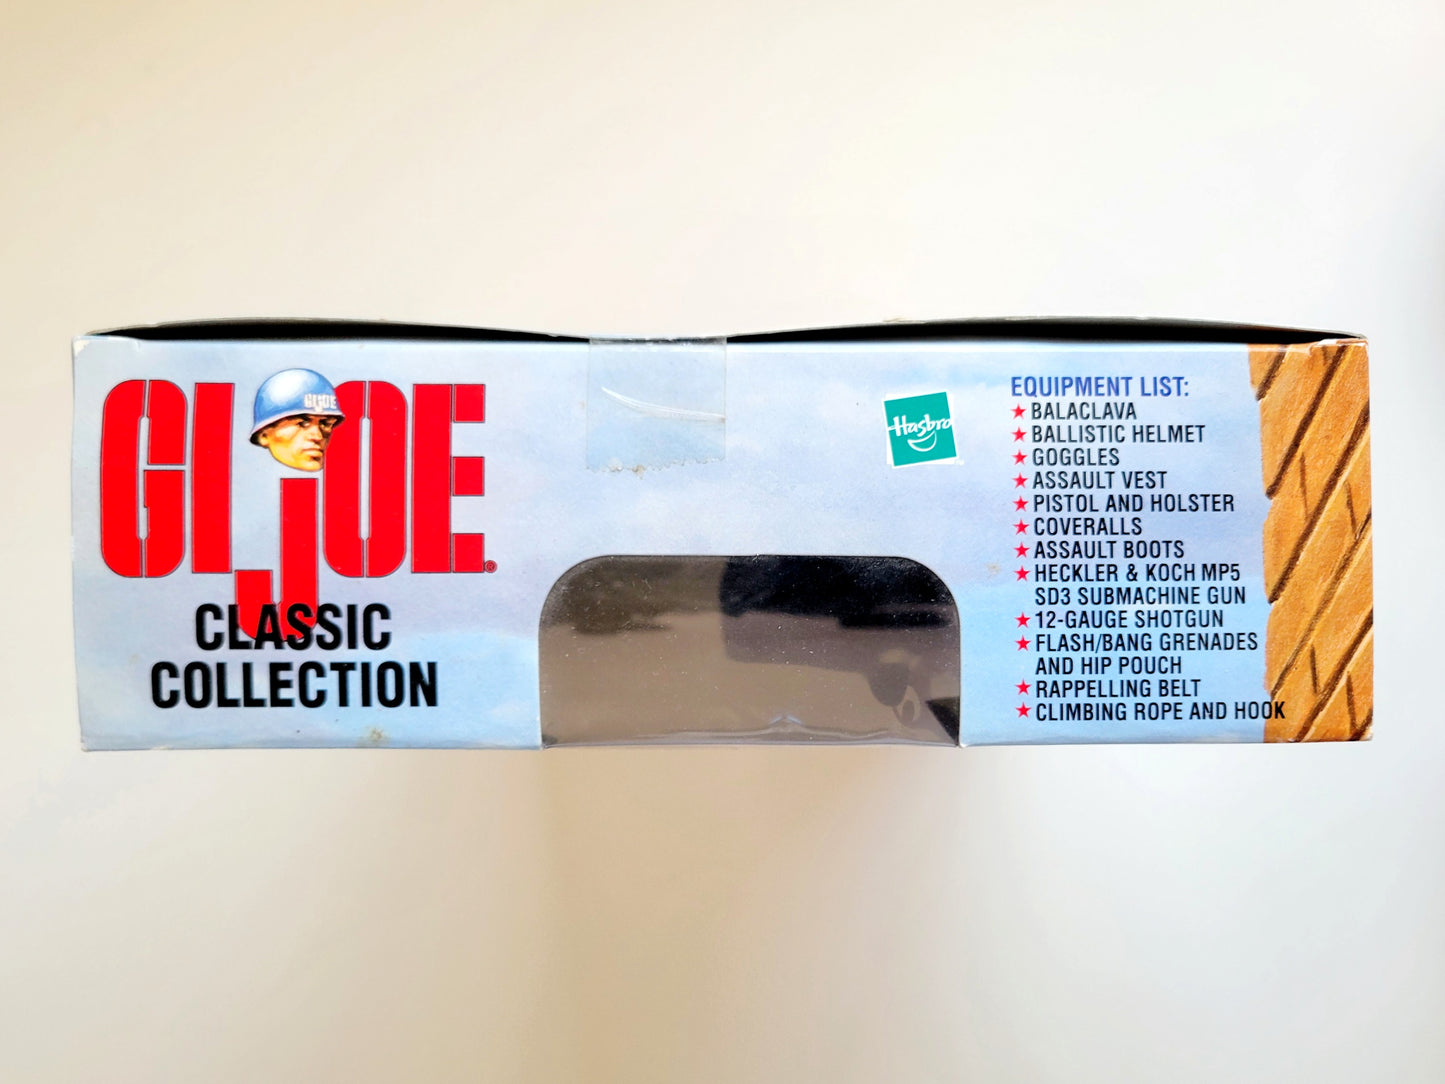 GI JOE
GIJOE
CLASSIC
COLLECTION
Hasbro
EQUIPMENT LIST:
BALACLAVA
BALLISTIC HELMET
GOGGLES
ASSAULT VEST
PISTOL AND HOLSTER
COVERALLS
ASSAULT BOOTS
HECKLER & KOCH MP5
SD3 SUBMACHINE GUN
12-GAUGE SHOTGUN
FLASH/BANG GRENADES
AND HIP POUCH
RAPPELLING BELT
CLIMBING ROPE AND HOOK